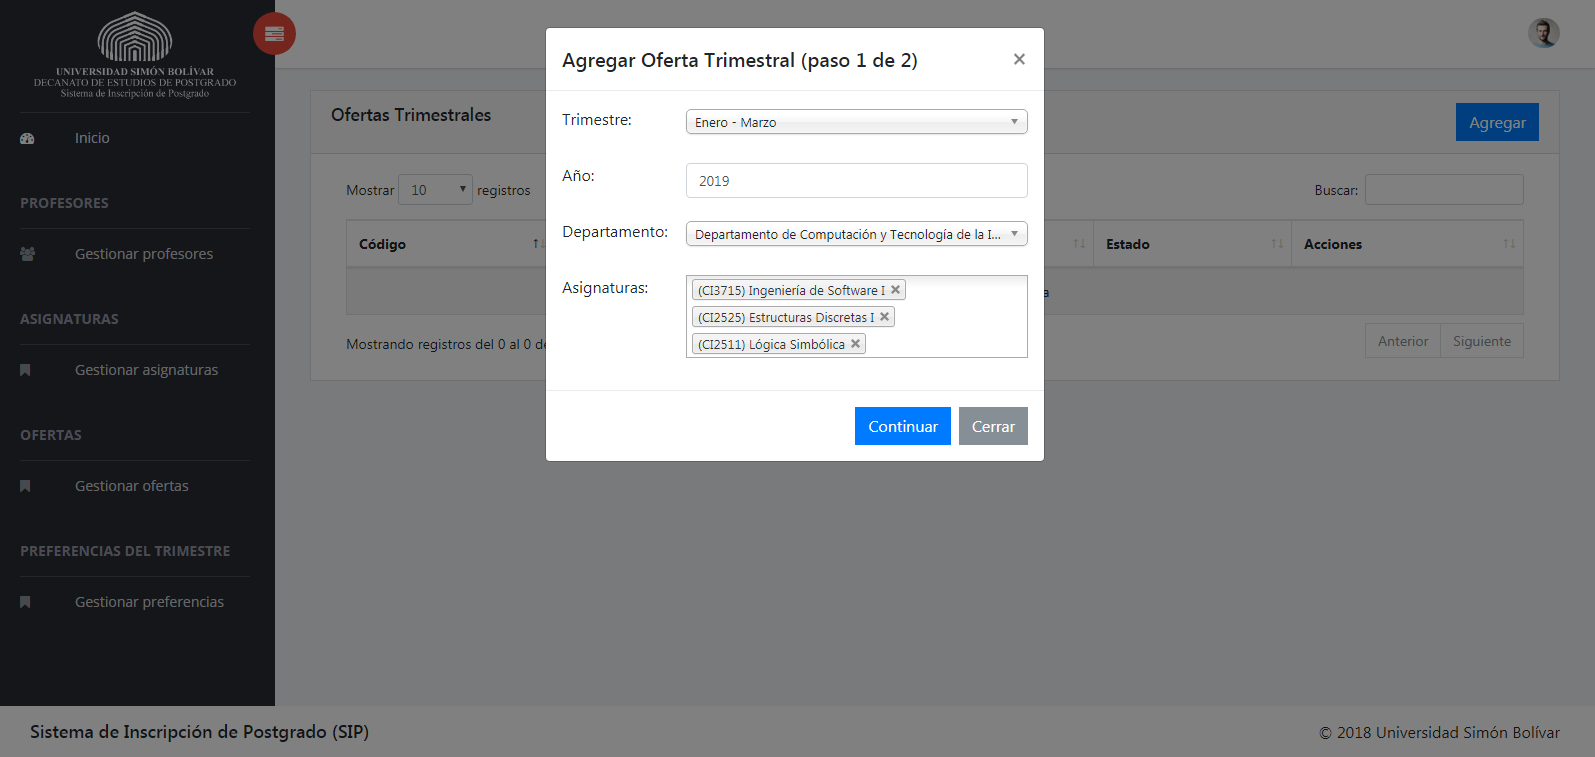 UNIVERSIDAD SIMÓN BOLÍVAR
DECANATO DE ESTUDIOS DE POSTGRADO
Sistema de Inscripción de Postgrado
Inicio
PROFESORES
Gestionar profesores
ASIGNATURAS
Gestionar asignaturas
OFERTAS
Gestionar ofertas
PREFERENCIAS DEL TRIMESTRE
Gestionar preferencias
Ofertas Trimestrales
Agregar
Mostrar 10 registros
Buscar:
Código
Estado
Acciones
Mostrando registros del 0 al 0 de
Anterior
Siguiente
Agregar Oferta Trimestral (paso 1 de 2)
Trimestre: Enero - Marzo
Año: 2019
Departamento: Departamento de Computación y Tecnología de la I...
Asignaturas: (CI3715) Ingeniería de Software I
(CI2525) Estructuras Discretas I
(CI2511) Lógica Simbólica
Continuar
Cerrar
Sistema de Inscripción de Postgrado (SIP)
© 2018 Universidad Simón Bolívar